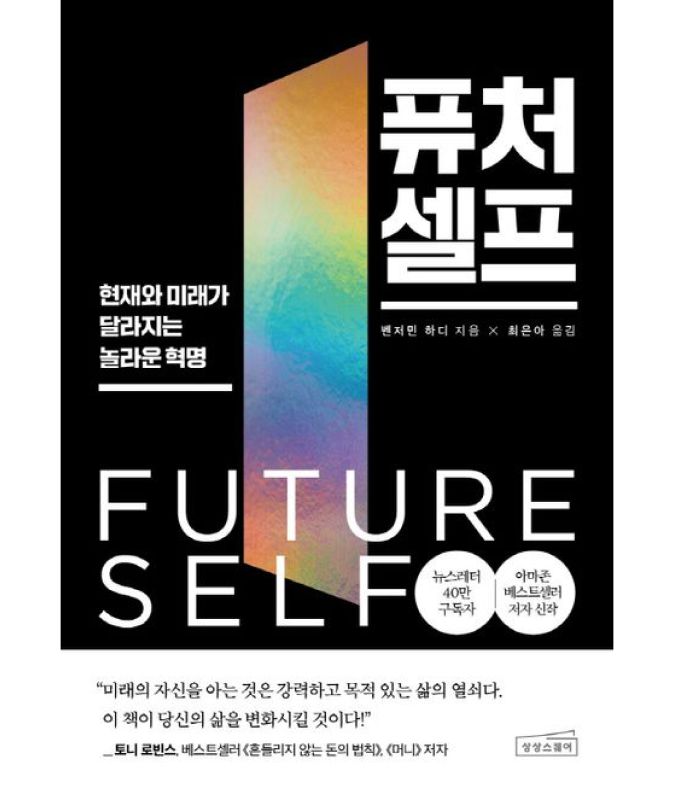 퓨처
셀프
벤저민 하디 지음 × 최은아 옮김
현재와 미래가
달라지는
놀라운 혁명
FUTURE
SELF
뉴스레터
40만
구독자
아마존
베스트셀러
저자 신작
“미래의 자신을 아는 것은 강력하고 목적 있는 삶의 열쇠다.
이 책이 당신의 삶을 변화시킬 것이다!”
_토니 로빈스, 베스트셀러 《흔들리지 않는 돈의 법칙》, 《머니》 저자
상상스퀘어